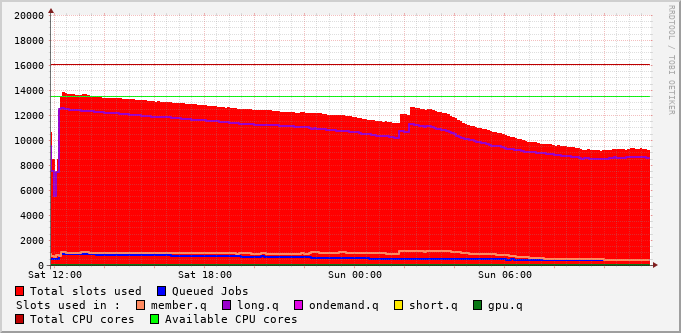 20000
18000
16000
14000
12000
10000
8000
6000
4000
2000
0
Sat 12:00 Sat 18:00 Sun 00:00 Sun 06:00
Total slots used Queued Jobs
Slots used in : member.q long.q ondemand.q short.q gpu.q
Total CPU cores Available CPU cores
RRDTOOL / TOBI OETIKER